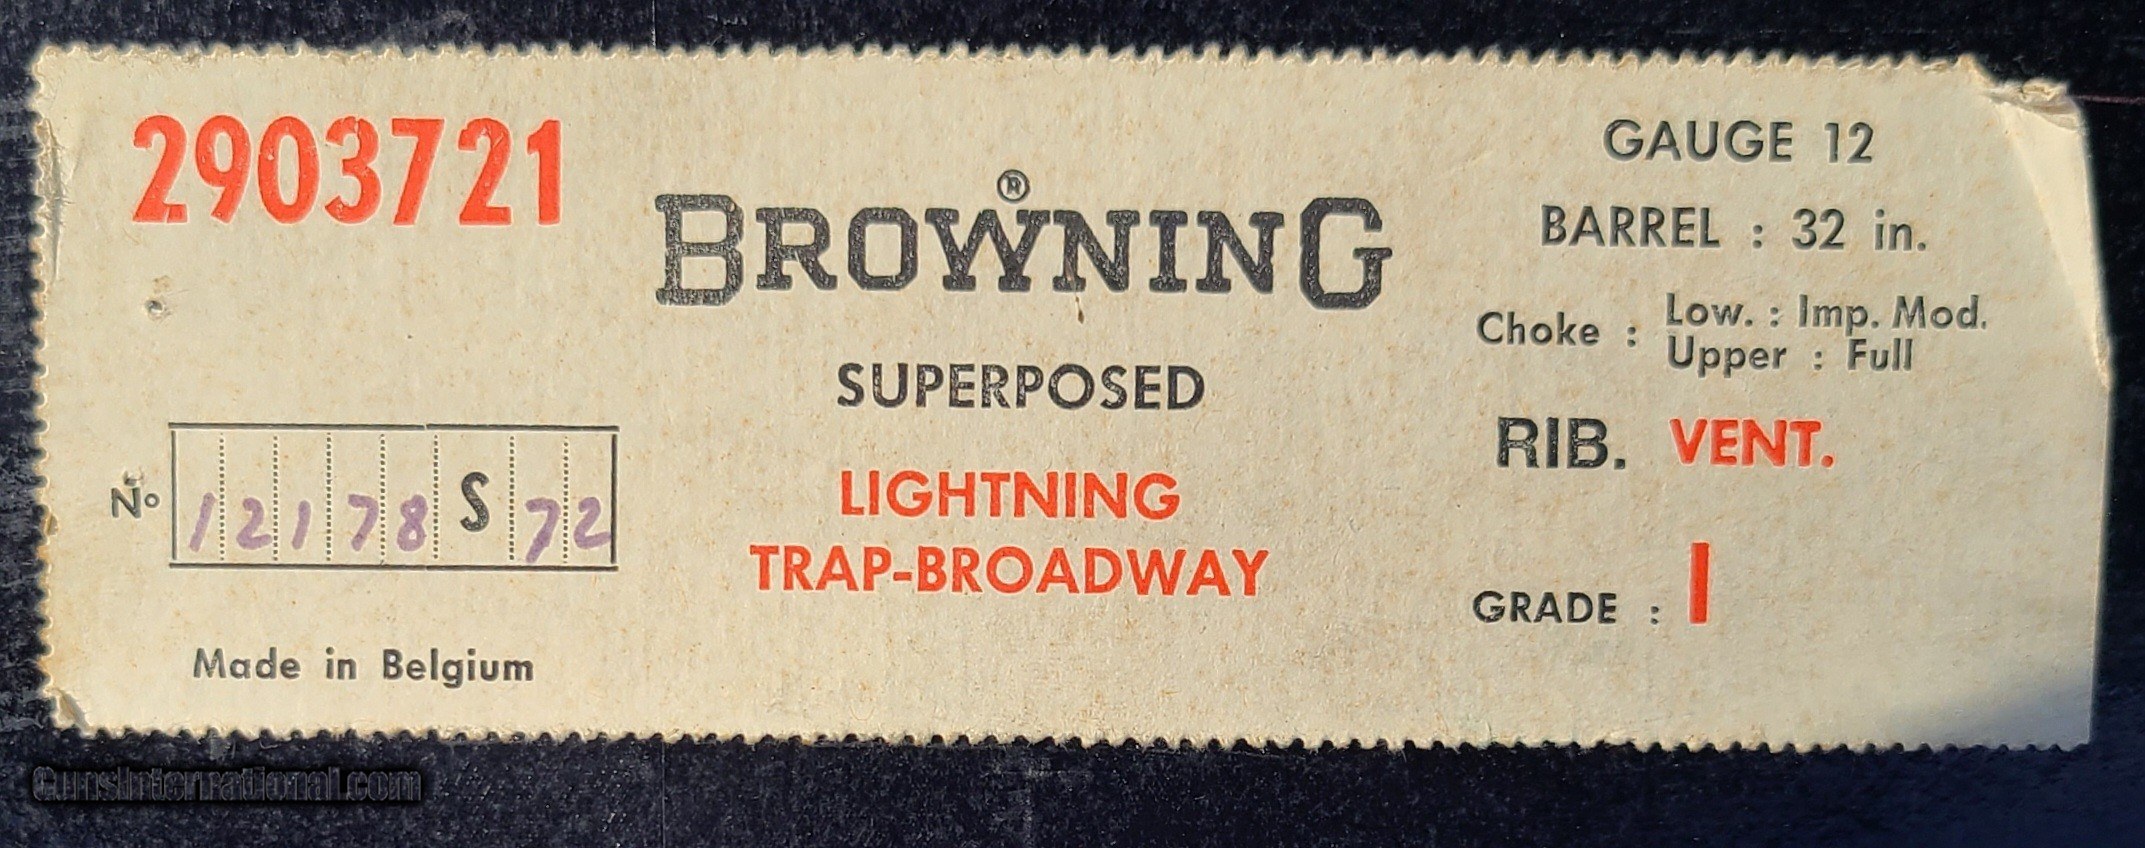 2903721
No 12178 S 72
Made in Belgium
BROWNING®
SUPERPOSED
LIGHTNING
TRAP-BROADWAY
GAUGE 12
BARREL : 32 in.
Choke : Low. : Imp. Mod.
Upper : Full
RIB. VENT.
GRADE : I
GunsInternational.com